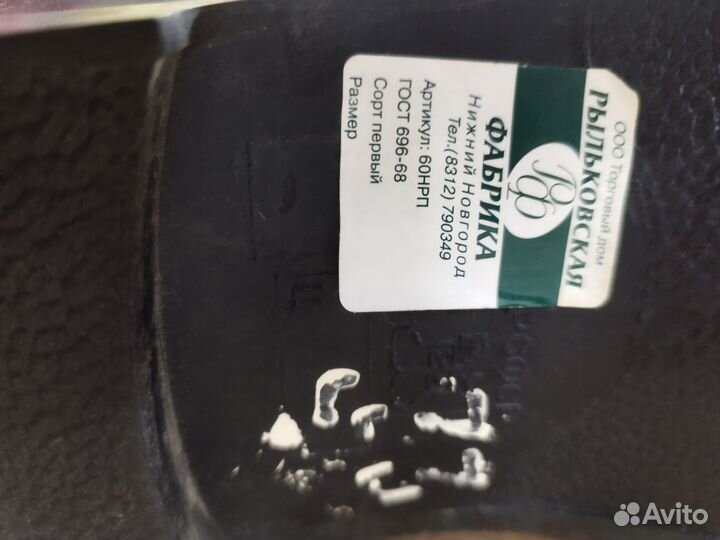 ООО Торговый дом
РЫЛЬКОВСКАЯ
РФ
ФАБРИКА
Нижний Новгород
Тел.(8312) 790349
Артикул: 60НРП
ГОСТ 696-68
Сорт первый
Размер
Avito